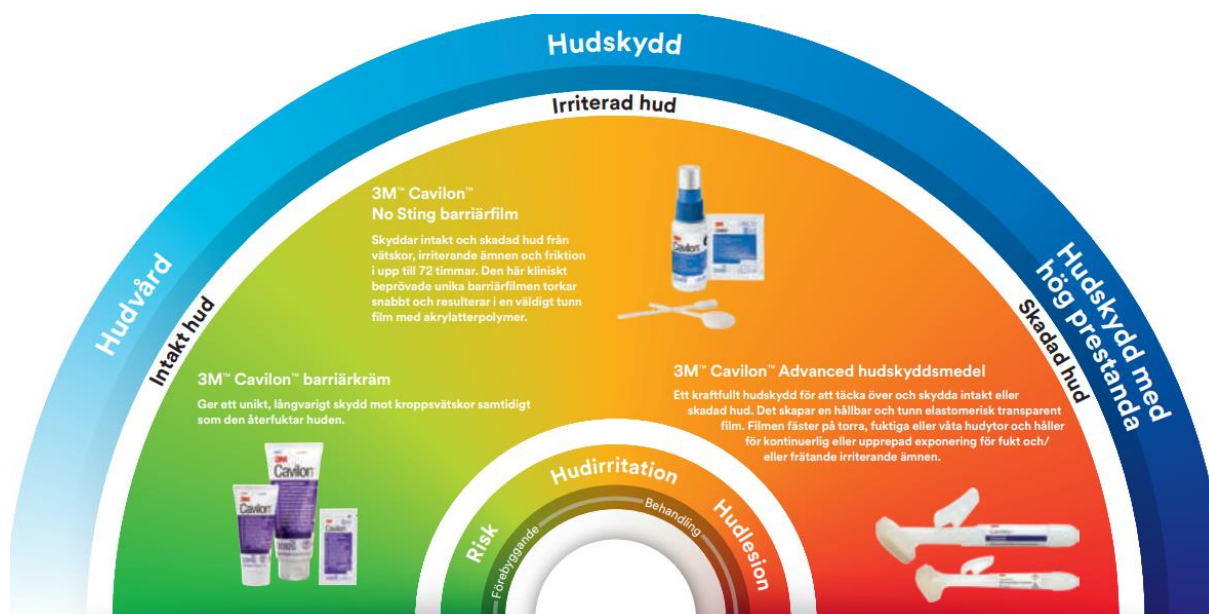 Hudskydd
Irriterad hud
Hudvård
Intakt hud
Hudskydd med
hög prestanda
Skadad hud
3M™ Cavilon™
No Sting barriärfilm
Skyddar intakt och skadad hud från
vätskor, irriterande ämnen och friktion
i upp till 72 timmar. Den här kliniskt
beprövade unika barriärfilmen torkar
snabbt och resulterar i en väldigt tunn
film med akrylatterpolymer.
3M™ Cavilon™ barriärkräm
Ger ett unikt, långvarigt skydd mot kroppsvätskor samtidigt
som den återfuktar huden.
3M™ Cavilon™ Advanced hudskyddsmedel
Ett kraftfullt hudskydd för att täcka över och skydda intakt eller
skadad hud. Det skapar en hållbar och tunn elastomerisk transparent
film. Filmen fäster på torra, fuktiga eller våta hudytor och håller
för kontinuerlig eller upprepad exponering för fukt och/
eller frätande irriterande ämnen.
Risk
Hudirritation
Hudlesion
Förebyggande
Behandling
3M
Cavilon
3M
Cavilon
Cavilon
Cavilon